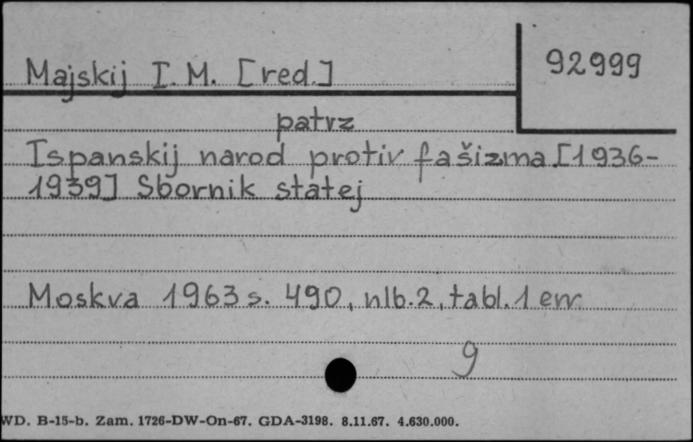 Majskij I. M. [red.]
92999
patrz
Ispanskij narod protiv fašizma [1936-
1939] Sbornik statej
Moskva 1963 s. 490, nlb. 2, tabl. 1 err
9
WD. B-15-b. Zam. 1726-DW-On-67. GDA-3198. 8.11.67. 4.630.000.